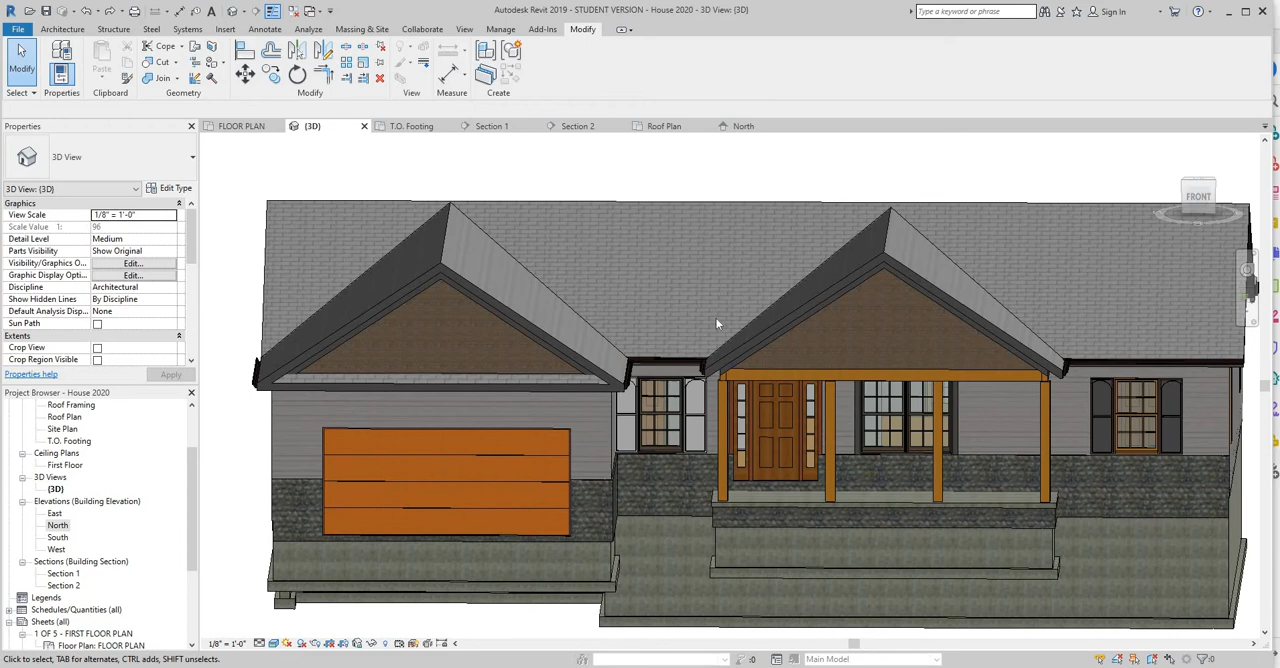 Autodesk Revit 2019 - STUDENT VERSION - House 2020 - 3D View: {3D}
Type a keyword or phrase
Sign In
File Architecture Structure Steel Systems Insert Annotate Analyze Massing & Site Collaborate View Manage Add-Ins Modify
Modify
Paste
Cope
Cut
Join
Select Properties Clipboard Geometry Modify View Measure Create
Properties
FLOOR PLAN {3D} T.O. Footing Section 1 Section 2 Roof Plan North
3D View
3D View: {3D} Edit Type
Graphics
View Scale 1/8" = 1'-0"
Scale Value 1: 96
Detail Level Medium
Parts Visibility Show Original
Visibility/Graphics O... Edit...
Graphic Display Opti... Edit...
Discipline Architectural
Show Hidden Lines By Discipline
Default Analysis Disp... None
Sun Path
Extents
Crop View
Crop Region Visible
Properties help Apply
FRONT
Project Browser - House 2020
Roof Framing
Roof Plan
Site Plan
T.O. Footing
Ceiling Plans
First Floor
3D Views
{3D}
Elevations (Building Elevation)
East
North
South
West
Sections (Building Section)
Section 1
Section 2
Legends
Schedules/Quantities (all)
Sheets (all)
1 OF 5 - FIRST FLOOR PLAN
Floor Plan: FLOOR PLAN
1/8" = 1'-0"
Click to select, TAB for alternates, CTRL adds, SHIFT unselects.
:0
Main Model
:0